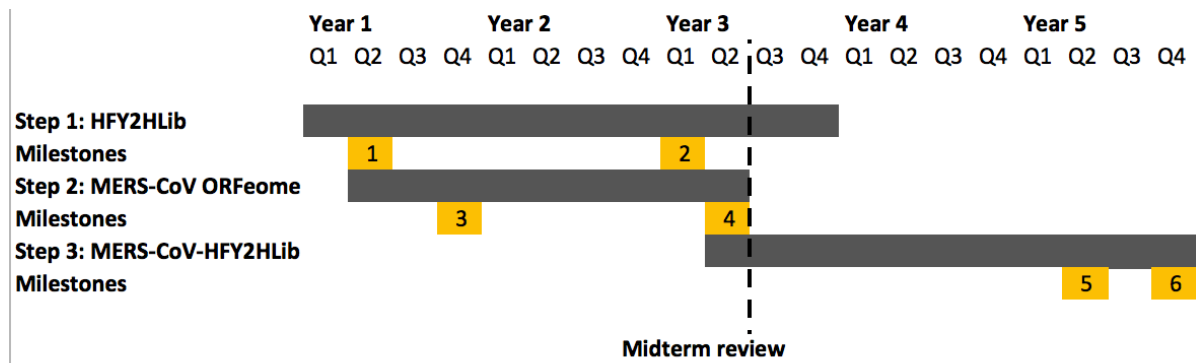 Year 1 Year 2 Year 3 Year 4 Year 5
Q1 Q2 Q3 Q4 Q1 Q2 Q3 Q4 Q1 Q2 Q3 Q4 Q1 Q2 Q3 Q4 Q1 Q2 Q3 Q4
Step 1: HFY2HLib
Milestones 1 2
Step 2: MERS-CoV ORFeome
Milestones 3 4
Step 3: MERS-CoV-HFY2HLib
Milestones 5 6
Midterm review